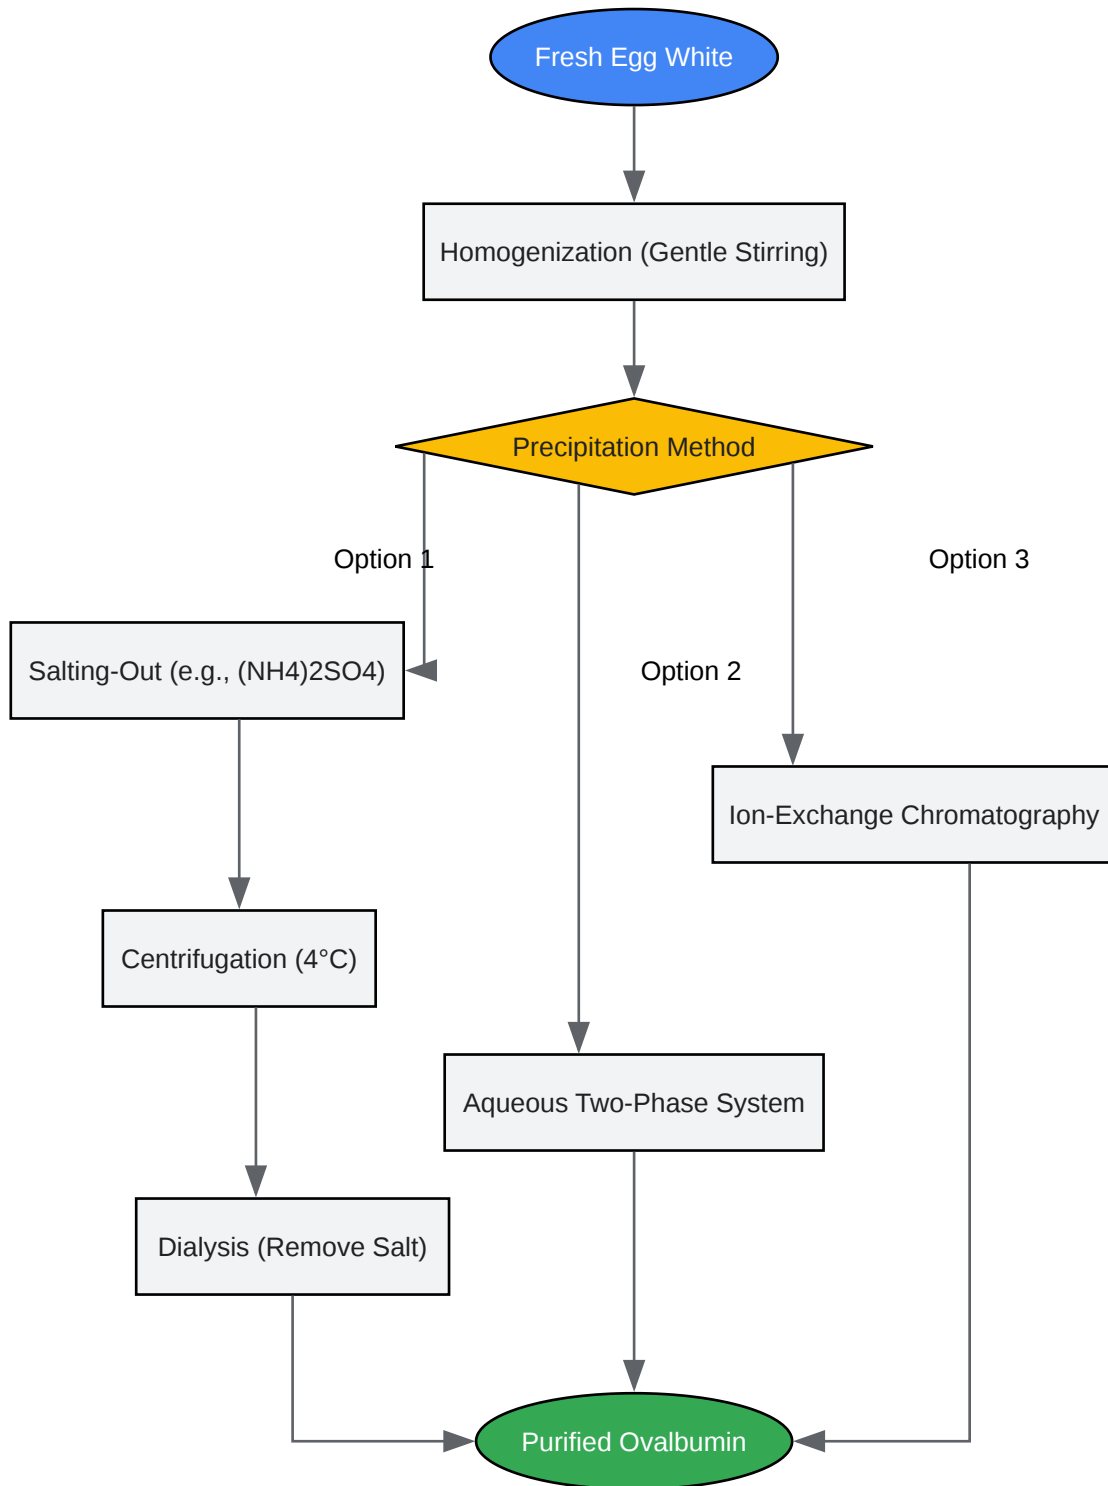 Fresh Egg White
Homogenization (Gentle Stirring)
Precipitation Method
Option 1
Option 3
Salting-Out (e.g., (NH4)2SO4)
Option 2
Ion-Exchange Chromatography
Centrifugation (4°C)
Aqueous Two-Phase System
Dialysis (Remove Salt)
Purified Ovalbumin